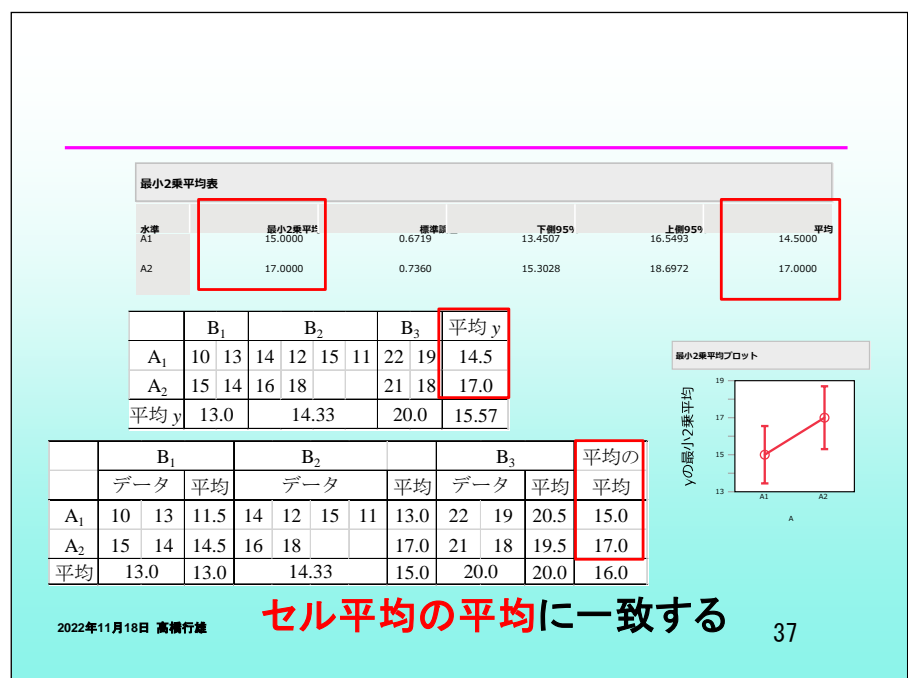 最小2乗平均表
水準 最小2乗平均 標準誤 下側95% 上側95% 平均
A1 15.0000 0.6719 13.4507 16.5493 14.5000
A2 17.0000 0.7360 15.3028 18.6972 17.0000
B1 B2 B3 平均 y
A1 10 13 14 12 15 11 22 19 14.5
A2 15 14 16 18 21 18 17.0
平均 y 13.0 14.33 20.0 15.57
最小2乗平均プロット
yの最小2乗平均
19
17
15
13
A1 A2
A
B1 B2 B3 平均の
データ 平均 データ 平均 データ 平均 平均
A1 10 13 11.5 14 12 15 11 13.0 22 19 20.5 15.0
A2 15 14 14.5 16 18 17.0 21 18 19.5 17.0
平均 13.0 13.0 14.33 15.0 20.0 20.0 16.0
セル平均の平均に一致する
2022年11月18日 高橋行雄
37